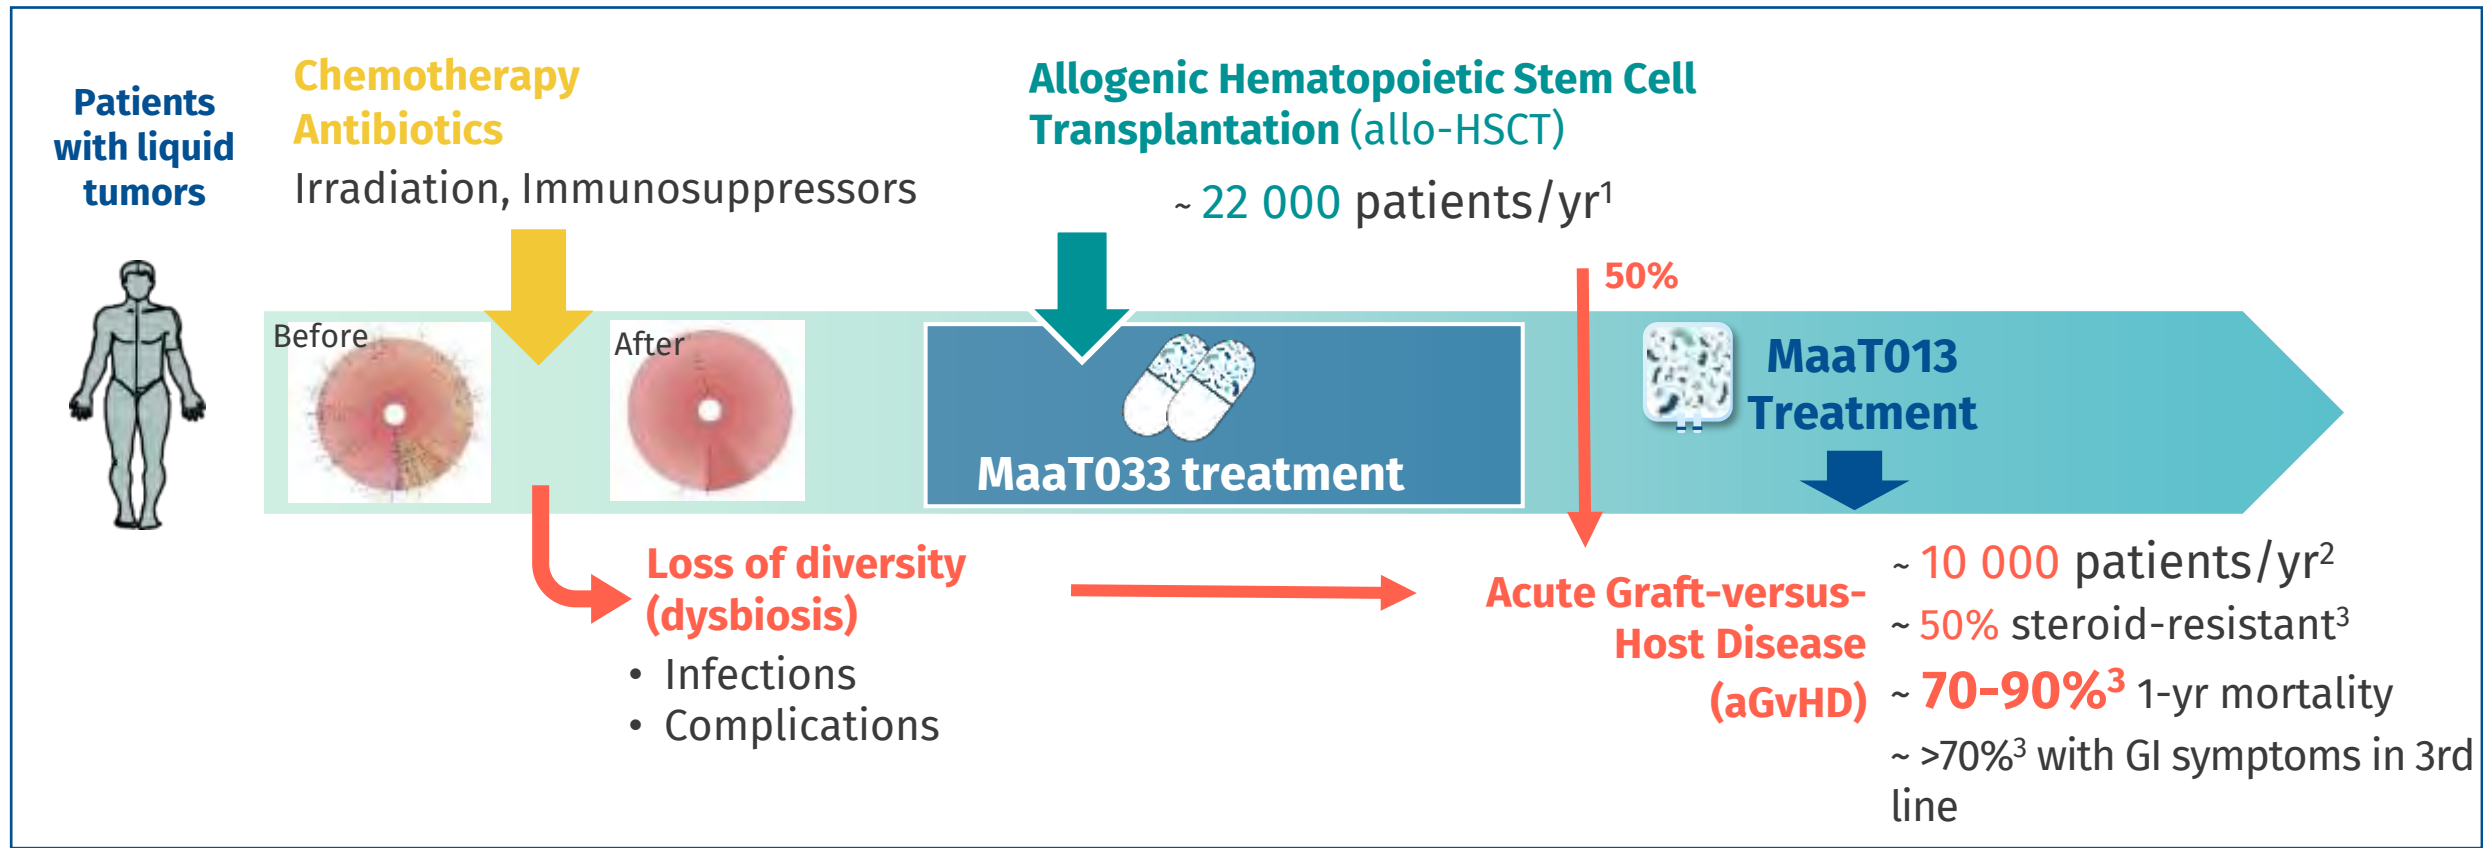 Patients
with liquid
tumors
Chemotherapy
Antibiotics
Irradiation, Immunosuppressors
Allogenic Hematopoietic Stem Cell
Transplantation (allo-HSCT)
~ 22 000 patients/yr¹
50%
Before
After
MaaT033 treatment
MaaT013
Treatment
Loss of diversity
(dysbiosis)
• Infections
• Complications
Acute Graft-versus-
Host Disease
(aGvHD)
~ 10 000 patients/yr²
~ 50% steroid-resistant³
~ 70-90%³ 1-yr mortality
~ >70%³ with GI symptoms in 3rd
line